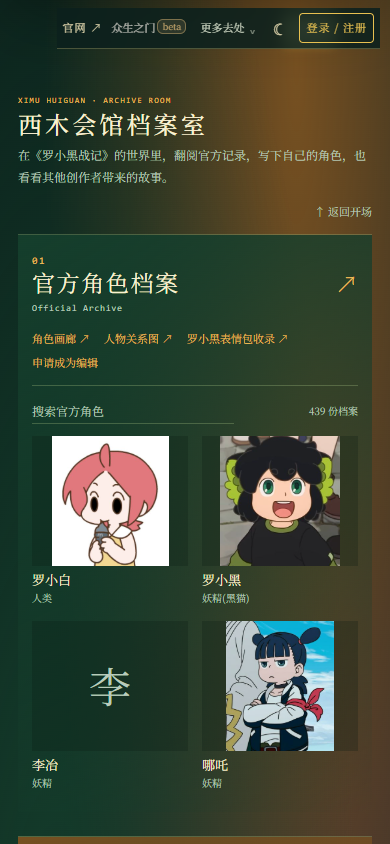 官网 ↗ 众生之门 beta 更多去处 ˅ ☾ 登录 / 注册
XIMU HUIGUAN · ARCHIVE ROOM
西木会馆档案室
在《罗小黑战记》的世界里，翻阅官方记录，写下自己的角色，也
看看其他创作者带来的故事。
↑ 返回开场
01
官方角色档案 ↗
Official Archive
角色画廊 ↗ 人物关系图 ↗ 罗小黑表情包收录 ↗
申请成为编辑
搜索官方角色 439 份档案
罗小白 罗小黑
人类 妖精(黑猫)
李
李冶 哪吒
妖精 妖精